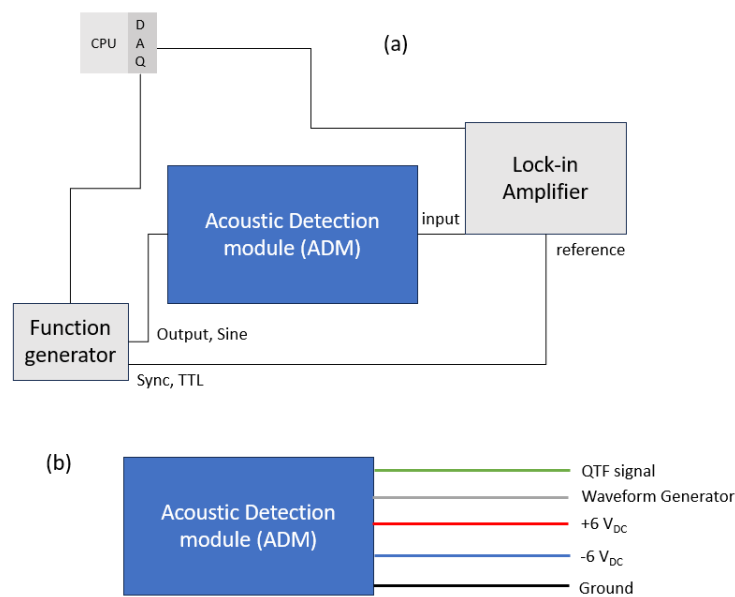 CPU
D
A
Q
(a)
Lock-in
Amplifier
Acoustic Detection
module (ADM)
input
reference
Function
generator
Output, Sine
Sync, TTL
(b)
Acoustic Detection
module (ADM)
QTF signal
Waveform Generator
+6 VDC
-6 VDC
Ground